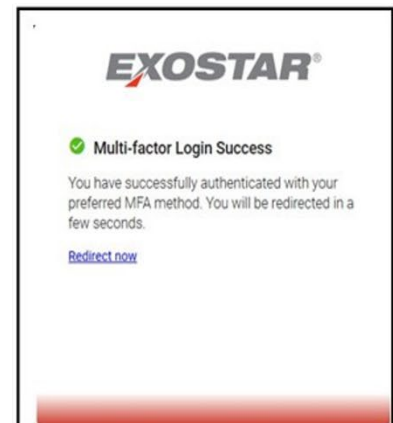 EXOSTAR®
Multi-factor Login Success
You have successfully authenticated with your
preferred MFA method. You will be redirected in a
few seconds.
Redirect now